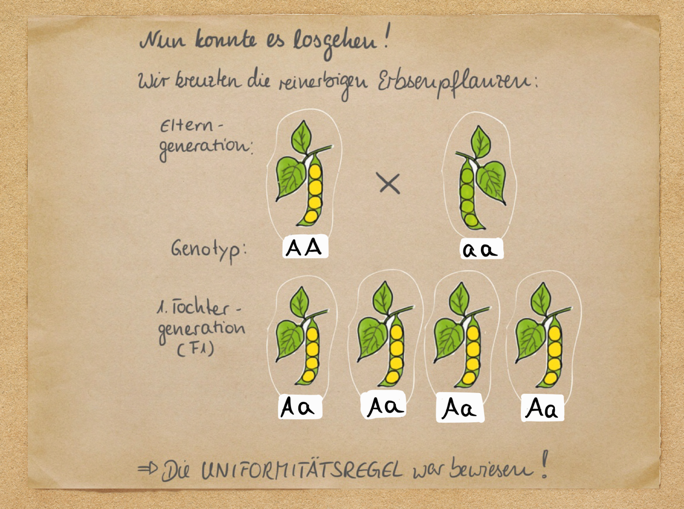 Nun konnte es losgehen!
Wir kreuzten die reinerbigen Erbsenpflanzen:
Eltern-
generation:
Genotyp:
AA
aa
1. Tochter-
generation
(F1)
Aa
Aa
Aa
Aa
⇒ Die UNIFORMITÄTSREGEL war bewiesen!